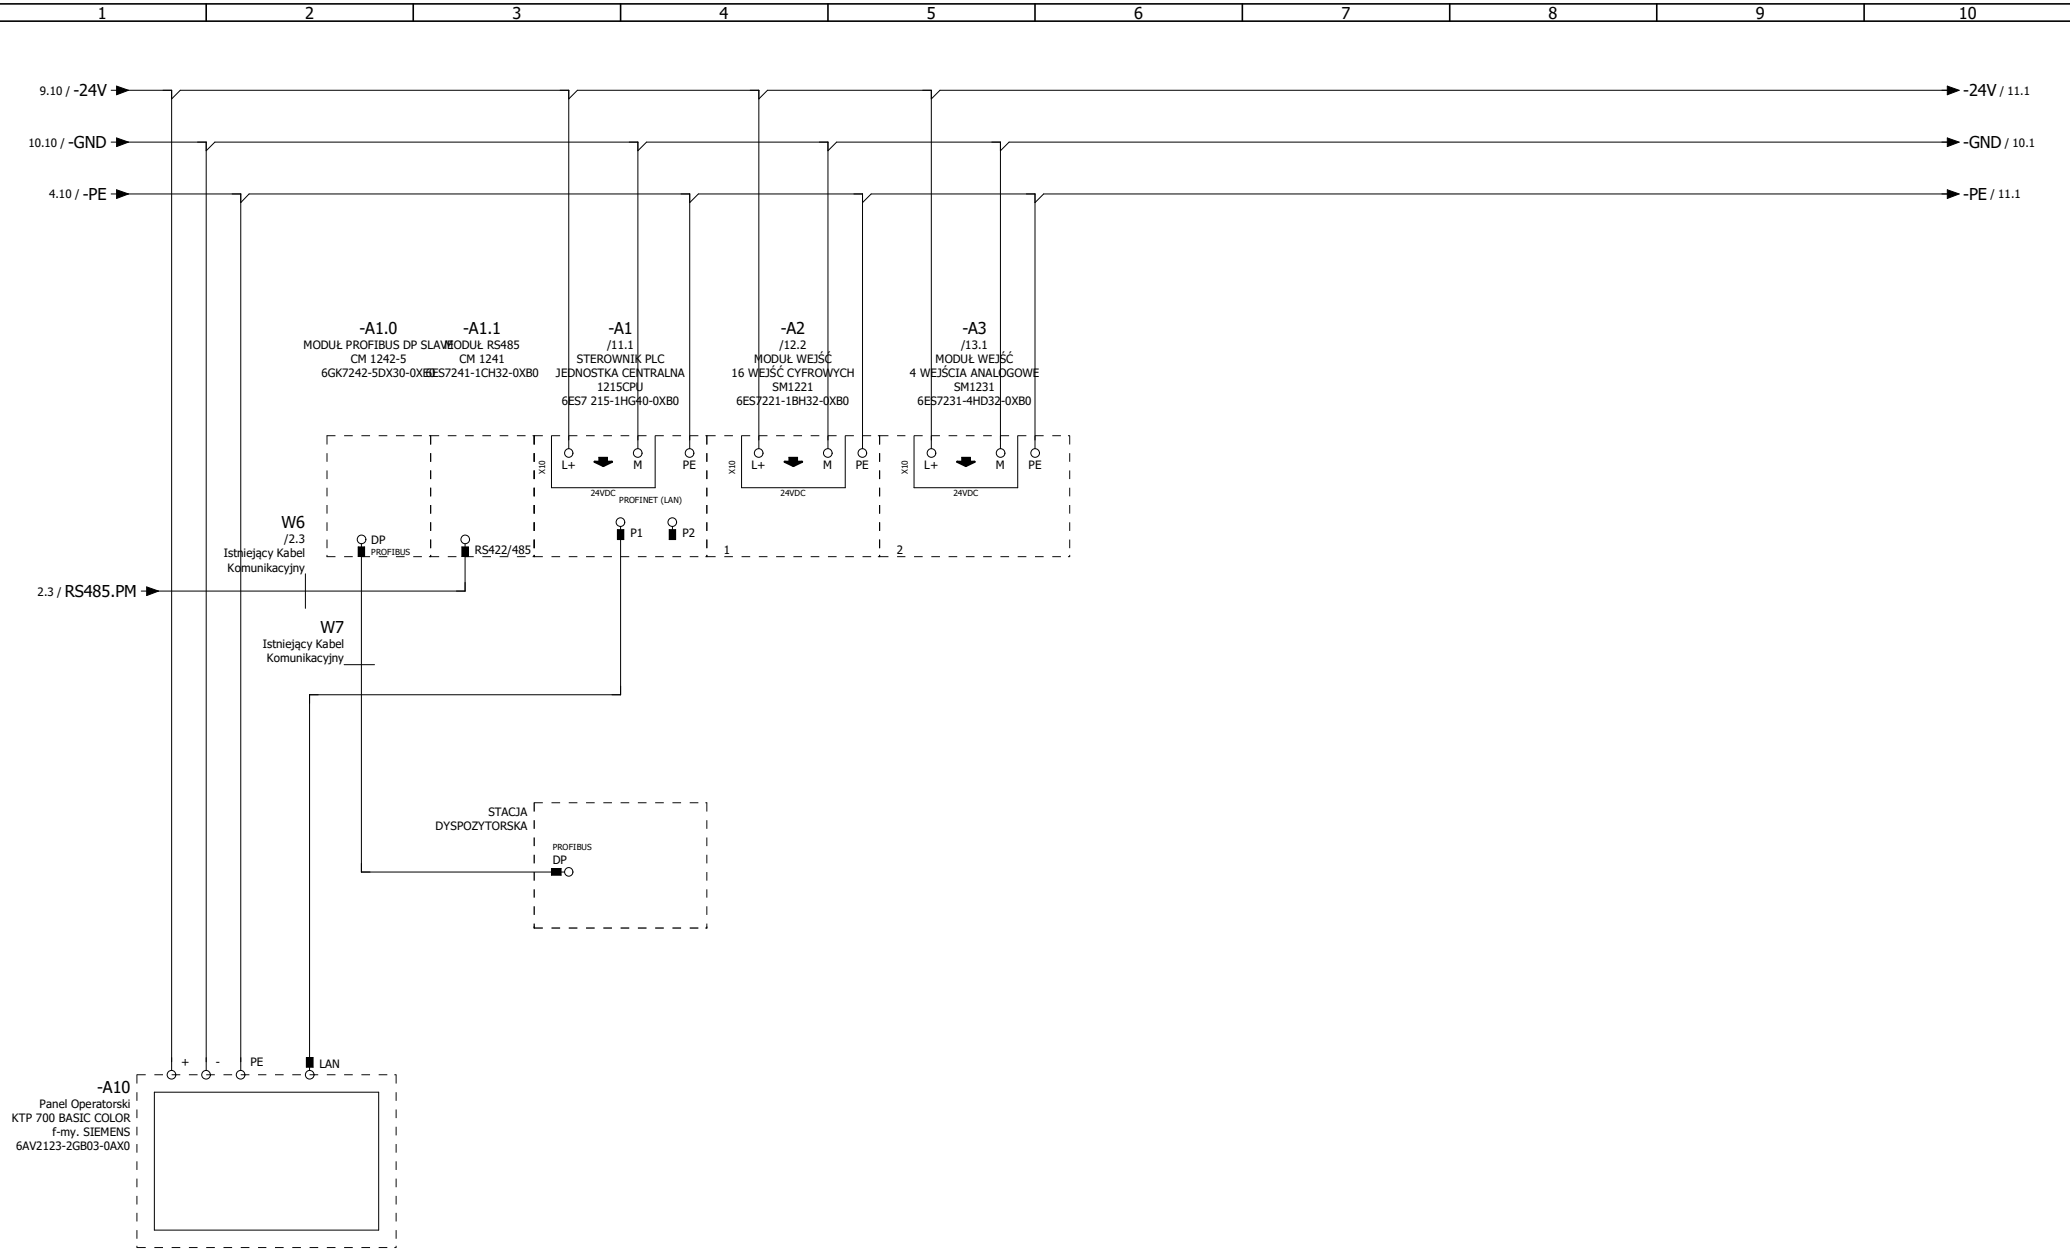 1 2 3 4 5 6 7 8 9 10
9.10 / -24V
-24V / 11.1
10.10 / -GND
-GND / 10.1
4.10 / -PE
-PE / 11.1
-A1.0
MODUŁ PROFIBUS DP SLAVE
CM 1242-5
6GK7242-5DX30-0XE0
-A1.1
MODUŁ RS485
CM 1241
6ES7241-1CH32-0XB0
-A1
/11.1
STEROWNIK PLC
JEDNOSTKA CENTRALNA
1215CPU
6ES7 215-1HG40-0XB0
-A2
/12.2
MODUŁ WEJŚĆ
16 WEJŚĆ CYFROWYCH
SM1221
6ES7221-1BH32-0XB0
-A3
/13.1
MODUŁ WEJŚĆ
4 WEJŚCIA ANALOGOWE
SM1231
6ES7231-4HD32-0XB0
X10
L+ M PE
24VDC
PROFINET (LAN)
P1 P2
X10
L+ M PE
24VDC
1
X10
L+ M PE
24VDC
2
DP
PROFIBUS
RS422/485
W6
/2.3
Istniejący Kabel
Komunikacyjny
2.3 / RS485.PM
W7
Istniejący Kabel
Komunikacyjny
STACJA
DYSPOZYTORSKA
PROFIBUS
DP
+ - PE LAN
-A10
Panel Operatorski
KTP 700 BASIC COLOR
f-my. SIEMENS
6AV2123-2GB03-0AX0